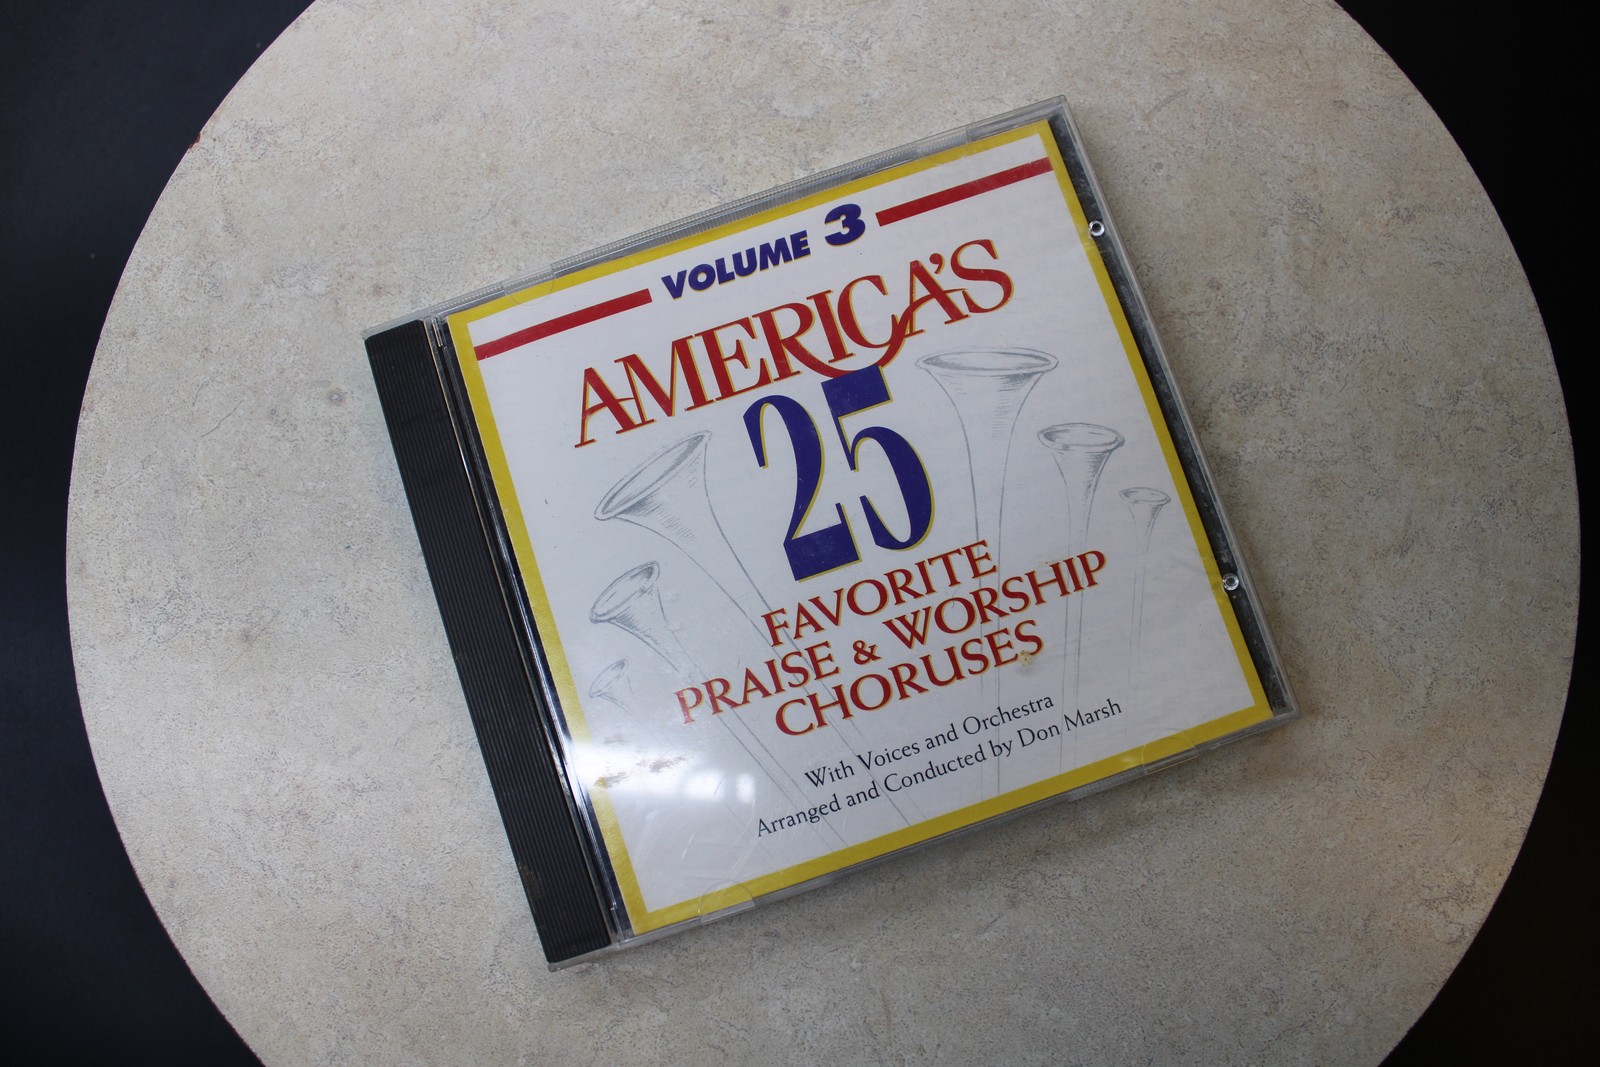 VOLUME 3
AMERICA'S
25
FAVORITE
PRAISE & WORSHIP
CHORUSES
With Voices and Orchestra
Arranged and Conducted by Don Marsh